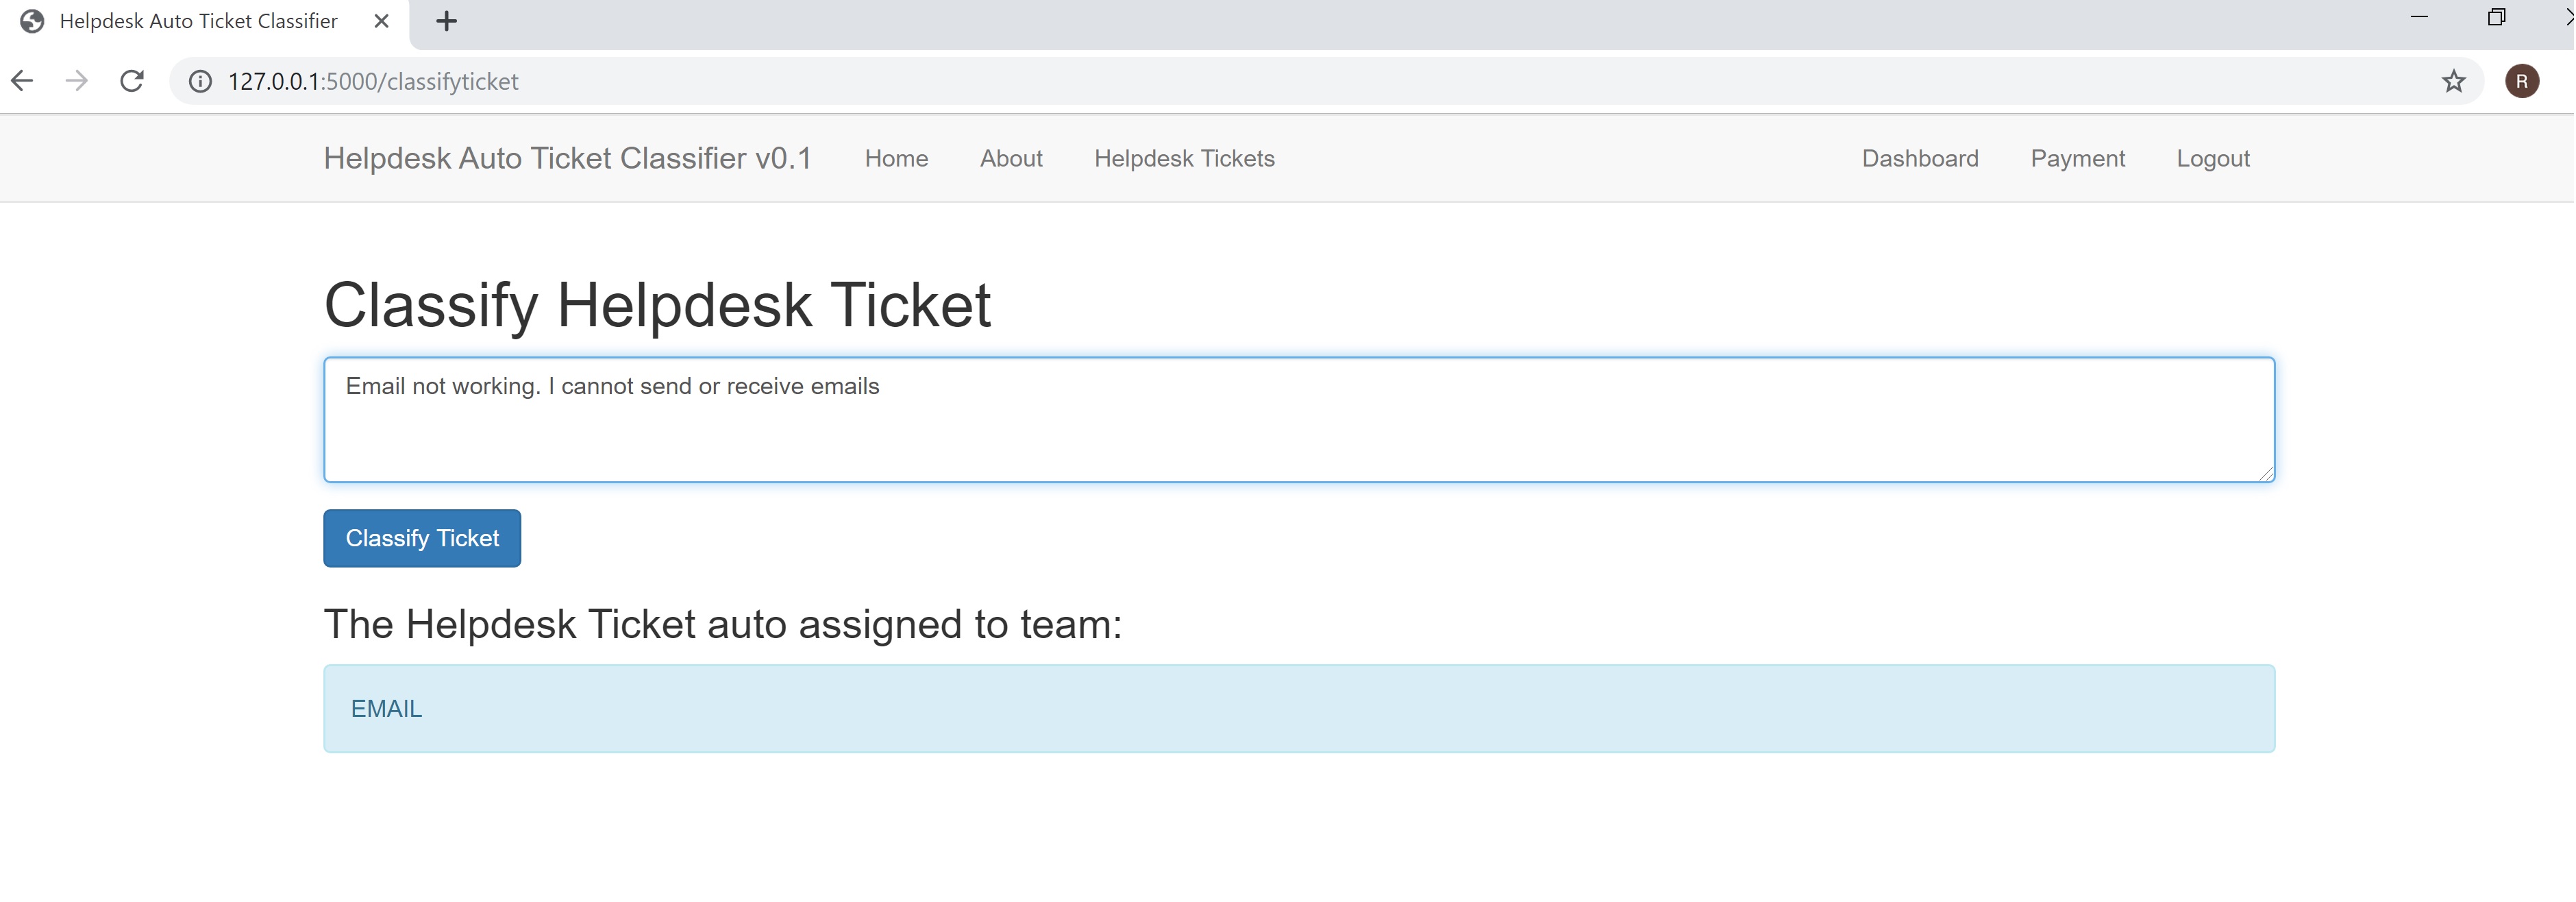 Helpdesk Auto Ticket Classifier
127.0.0.1:5000/classifyticket
R
Helpdesk Auto Ticket Classifier v0.1 Home About Helpdesk Tickets Dashboard Payment Logout
Classify Helpdesk Ticket
Email not working. I cannot send or receive emails
Classify Ticket
The Helpdesk Ticket auto assigned to team:
EMAIL